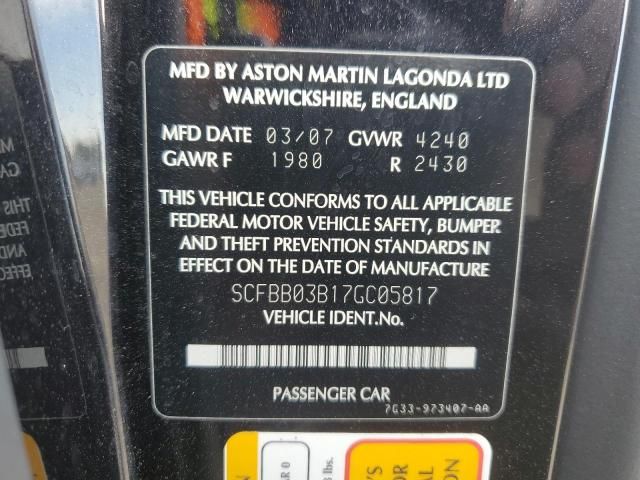 MFD BY ASTON MARTIN LAGONDA LTD
WARWICKSHIRE, ENGLAND
MFD DATE 03/07 GVWR 4240
GAWR F 1980 R 2430
THIS VEHICLE CONFORMS TO ALL APPLICABLE
FEDERAL MOTOR VEHICLE SAFETY, BUMPER
AND THEFT PREVENTION STANDARDS IN
EFFECT ON THE DATE OF MANUFACTURE
SCFBB03B17GC05817
VEHICLE IDENT.No.
PASSENGER CAR
7G33-973407-AA
lbs.